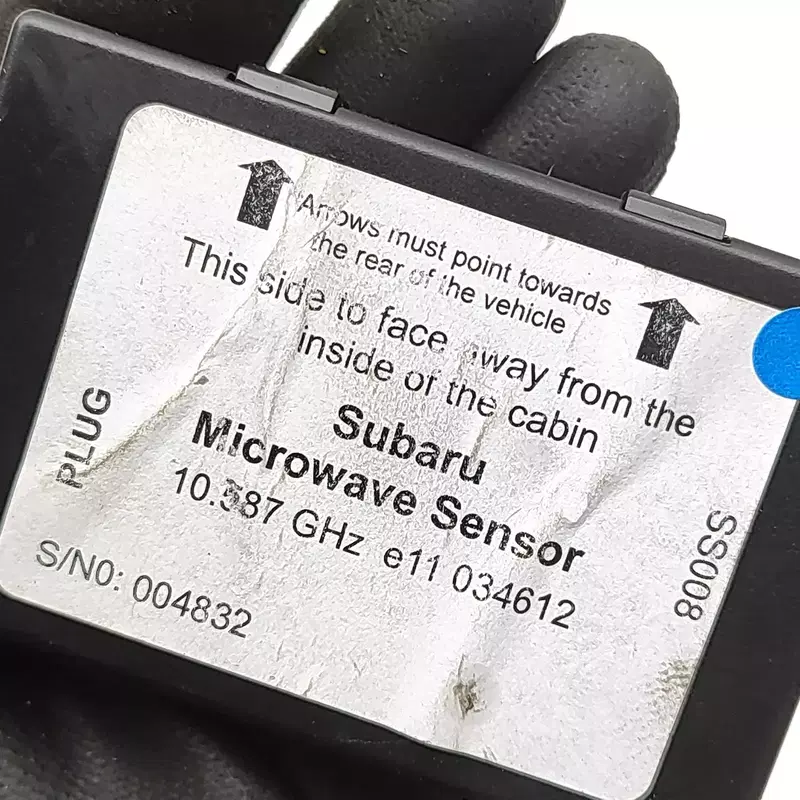 Arrows must point towards
the rear of the vehicle
This side to face away from the
inside of the cabin
Subaru
Microwave Sensor
10.587 GHz e11 034612
S/N0: 004832
PLUG
SS008